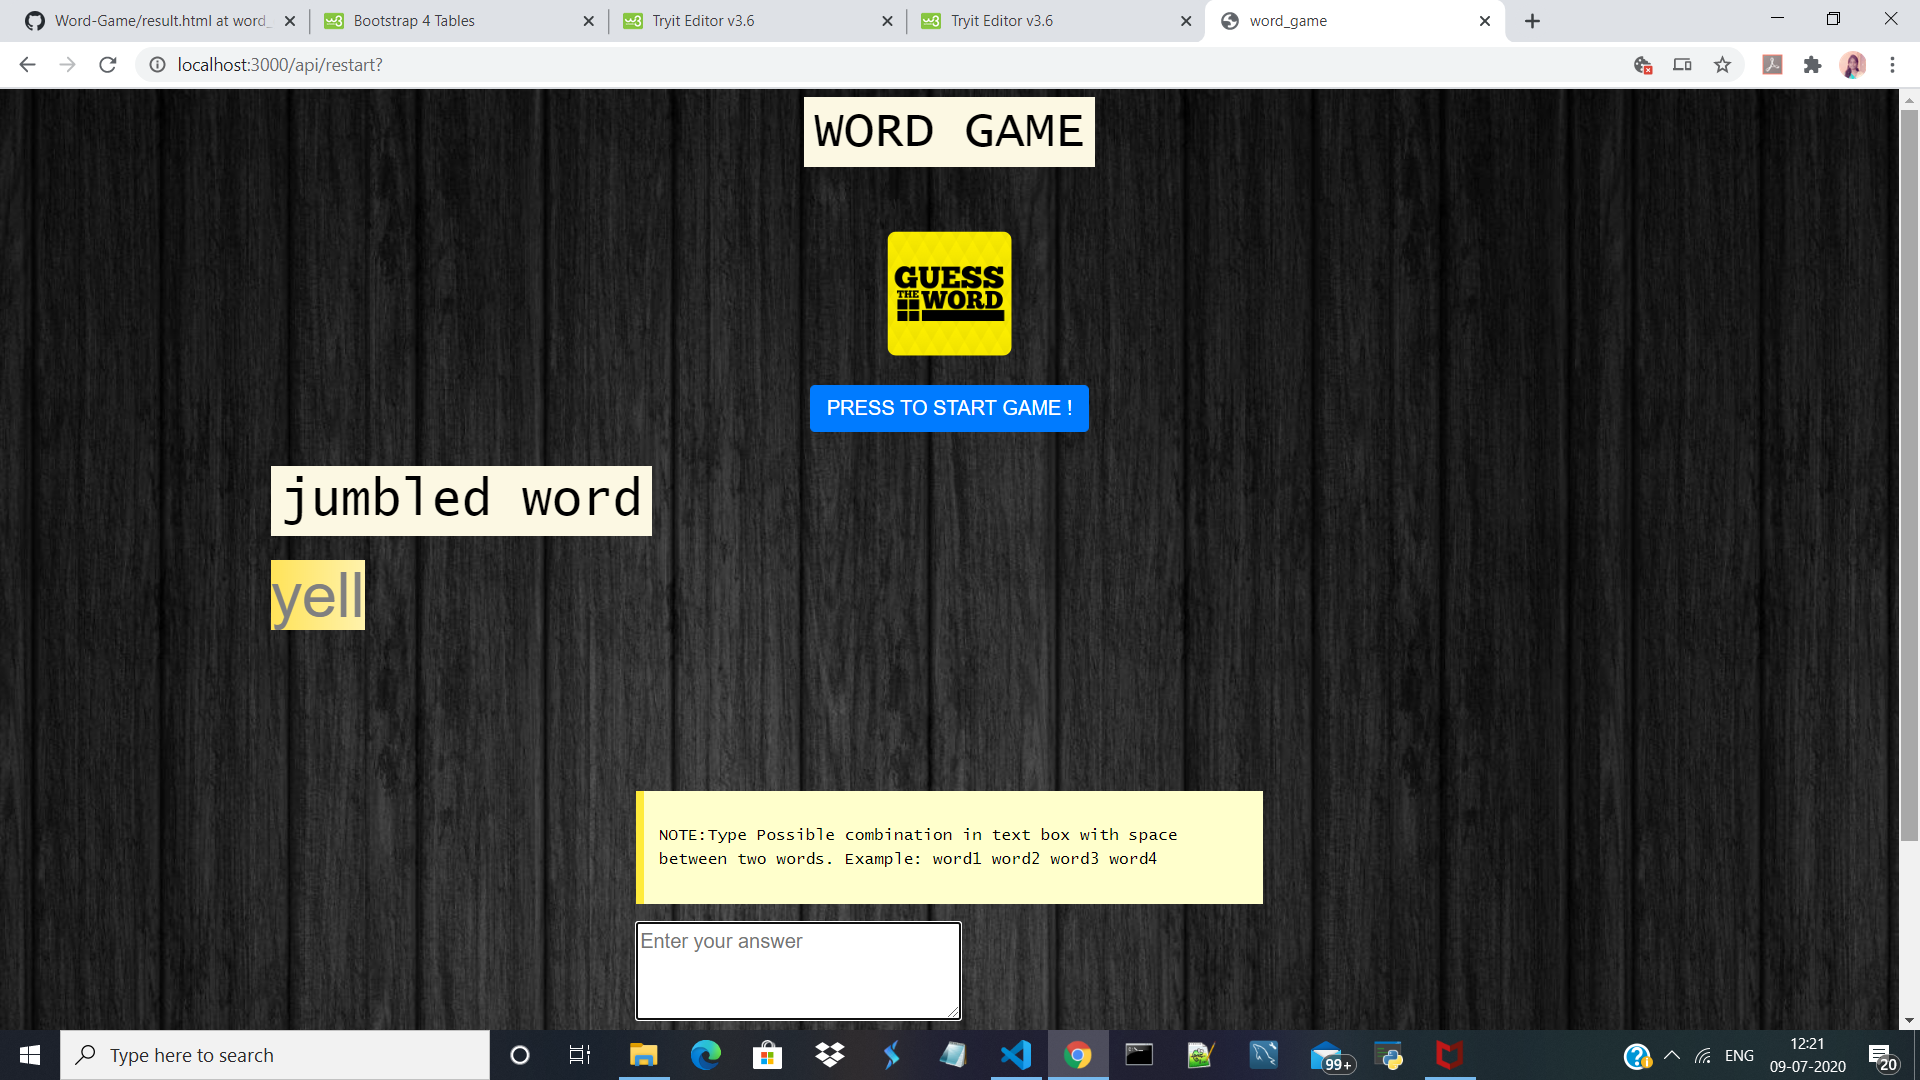 Word-Game/result.html at word_
Bootstrap 4 Tables
Tryit Editor v3.6
Tryit Editor v3.6
word_game
localhost:3000/api/restart?
WORD GAME
GUESS
THE WORD
PRESS TO START GAME !
jumbled word
yell
NOTE:Type Possible combination in text box with space
between two words. Example: word1 word2 word3 word4
Enter your answer
Type here to search
99+
ENG
12:21
09-07-2020
20